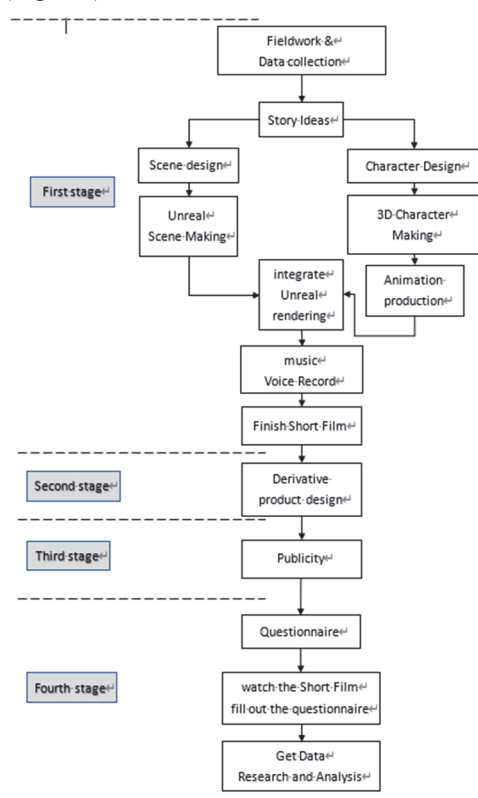 Fieldwork &
Data collection
Story Ideas
Scene design
Character Design
First stage
Unreal
Scene Making
3D Character
Making
integrate
Unreal
rendering
Animation
production
music
Voice Record
Finish Short Film
Second stage
Derivative
product design
Third stage
Publicity
Questionnaire
Fourth stage
watch the Short Film
fill out the questionnaire
Get Data
Research and Analysis